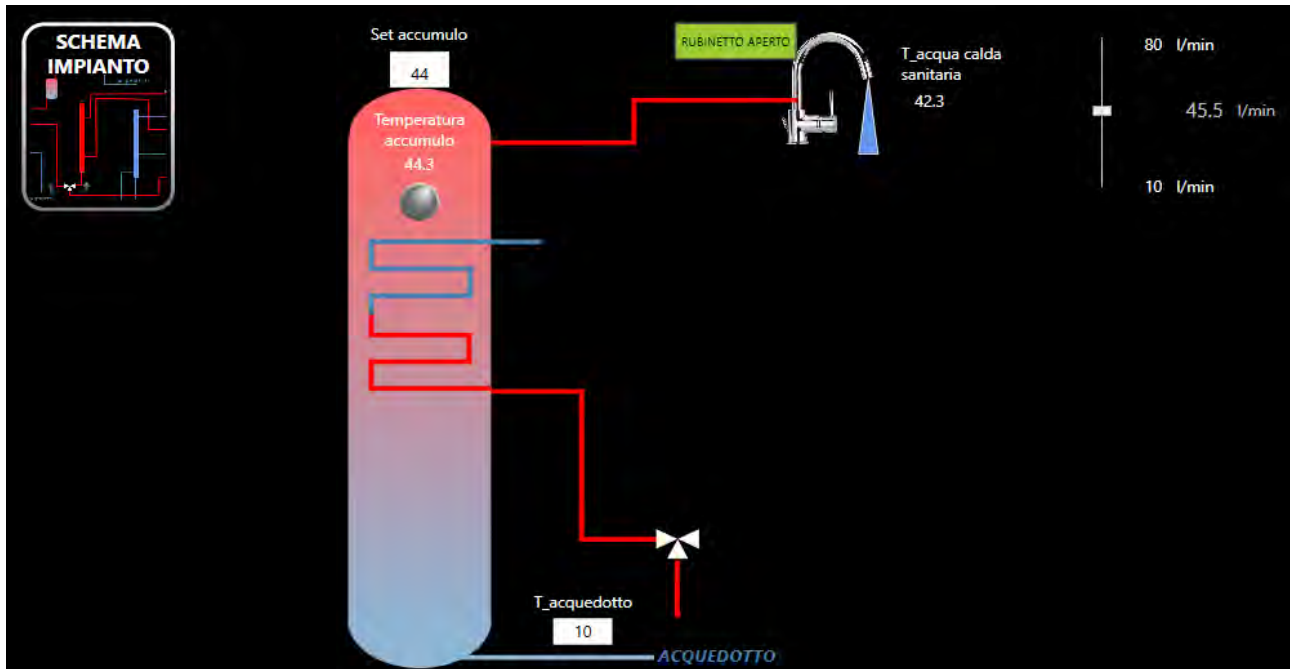 SCHEMA
IMPIANTO
Set accumulo
44
Temperatura
accumulo
44.3
RUBINETTO APERTO
T_acqua calda
sanitaria
42.3
80 l/min
45.5 l/min
10 l/min
T_acquedotto
10
ACQUEDOTTO